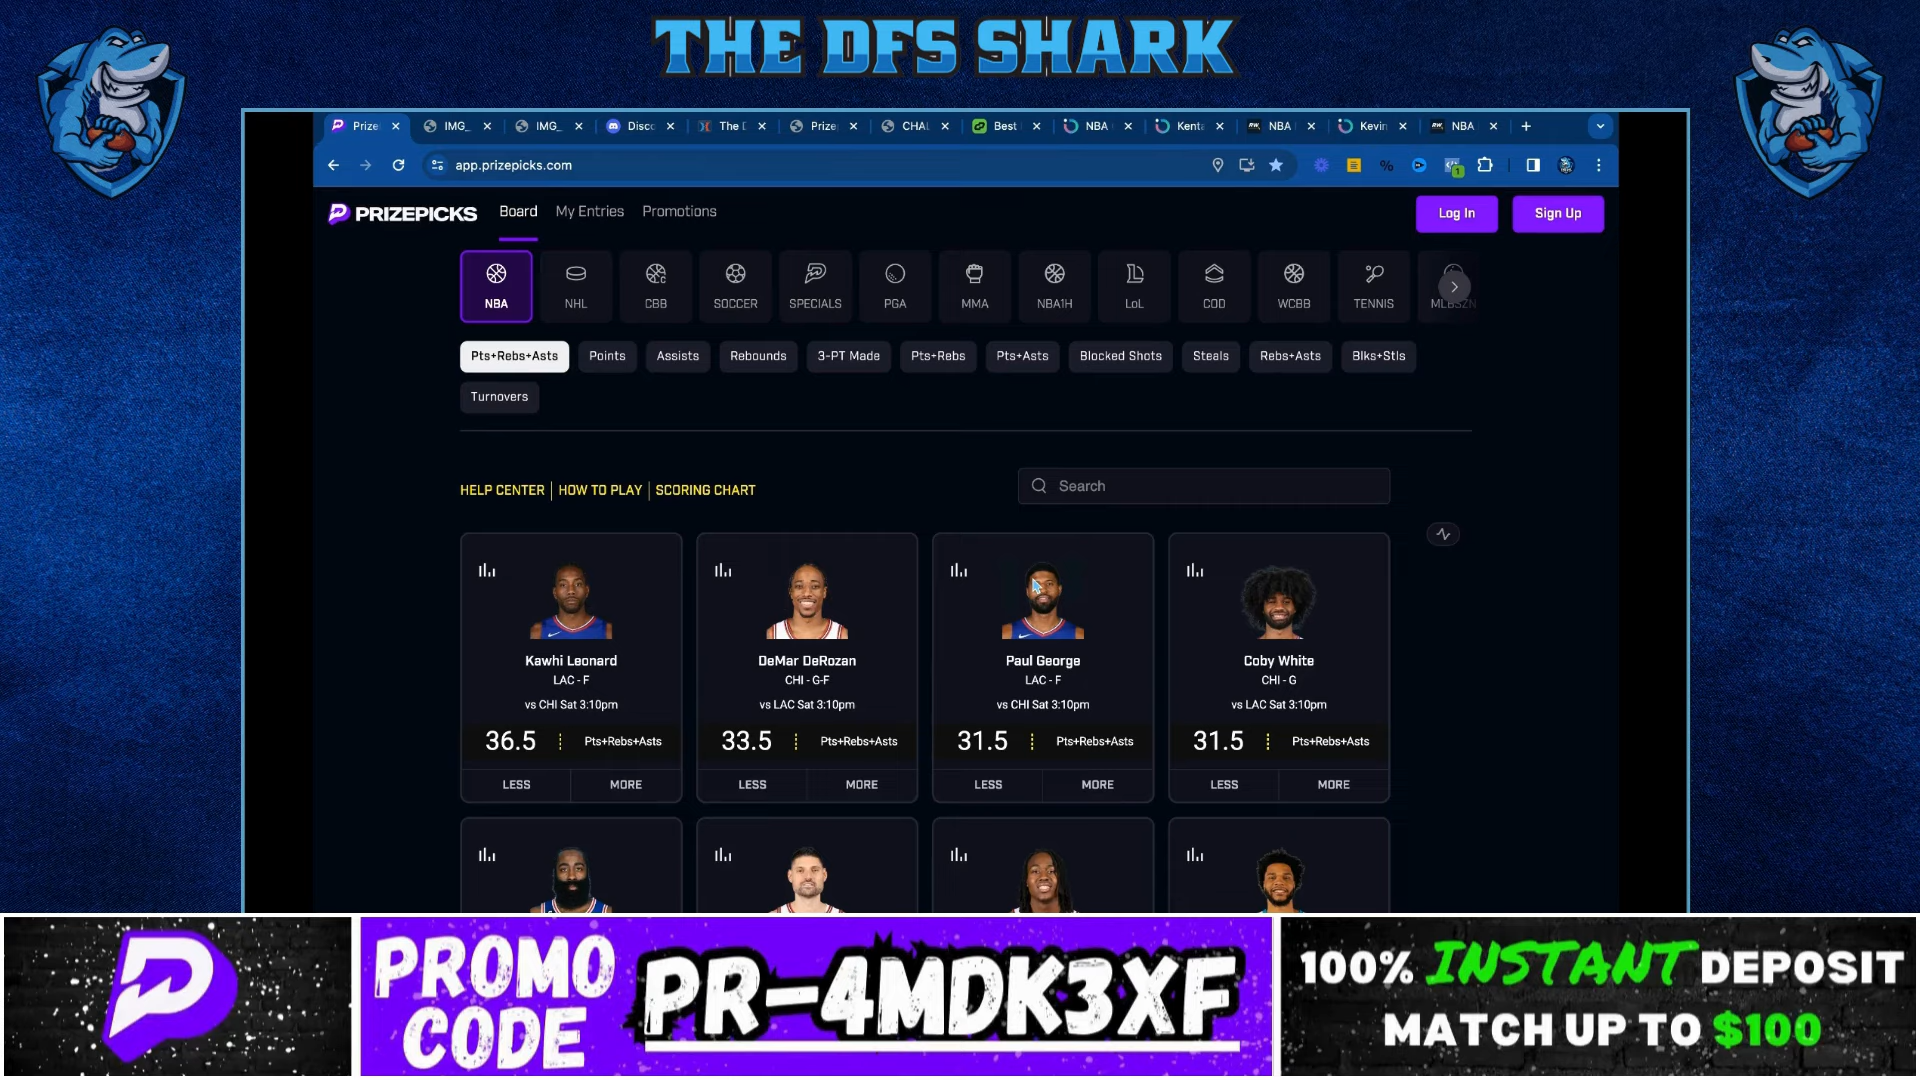 THE DFS SHARK
Prize IMG_ IMG_ Disco The D Prize CHAL Best NBA Kenta NBA Kevin NBA
app.prizepicks.com
PRIZEPICKS Board My Entries Promotions Log In Sign Up
NBA NHL CBB SOCCER SPECIALS PGA MMA NBA1H LoL COD WCBB TENNIS MLBSZN
Pts+Rebs+Asts Points Assists Rebounds 3-PT Made Pts+Rebs Pts+Asts Blocked Shots Steals Rebs+Asts Blks+Stls
Turnovers
HELP CENTER | HOW TO PLAY | SCORING CHART Search
Kawhi Leonard DeMar DeRozan Paul George Coby White
LAC - F CHI - G-F LAC - F CHI - G
vs CHI Sat 3:10pm vs LAC Sat 3:10pm vs CHI Sat 3:10pm vs LAC Sat 3:10pm
36.5 Pts+Rebs+Asts 33.5 Pts+Rebs+Asts 31.5 Pts+Rebs+Asts 31.5 Pts+Rebs+Asts
LESS MORE LESS MORE LESS MORE LESS MORE
PROMO
CODE
PR-4MDK3XF
100% INSTANT DEPOSIT
MATCH UP TO $100